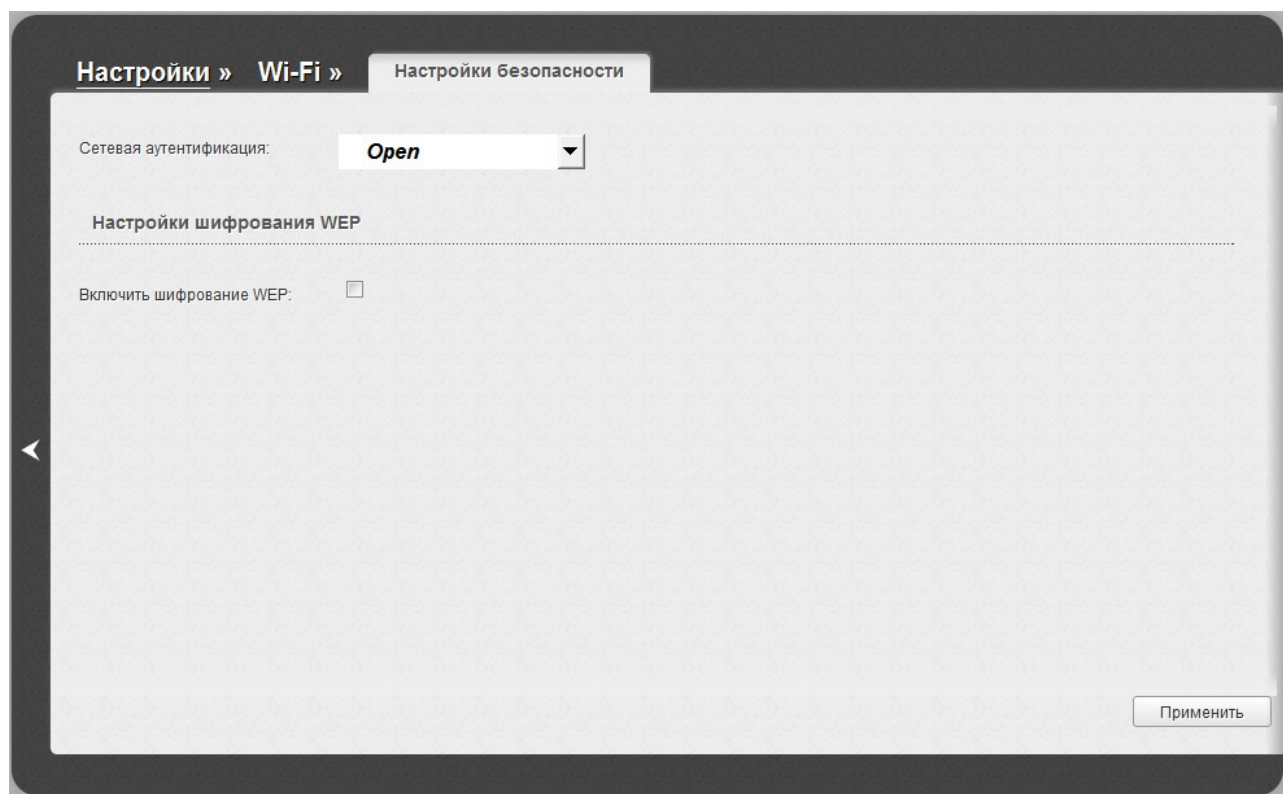 Настройки » Wi-Fi » Настройки безопасности
Сетевая аутентификация: Open
Настройки шифрования WEP
Включить шифрование WEP:
Применить